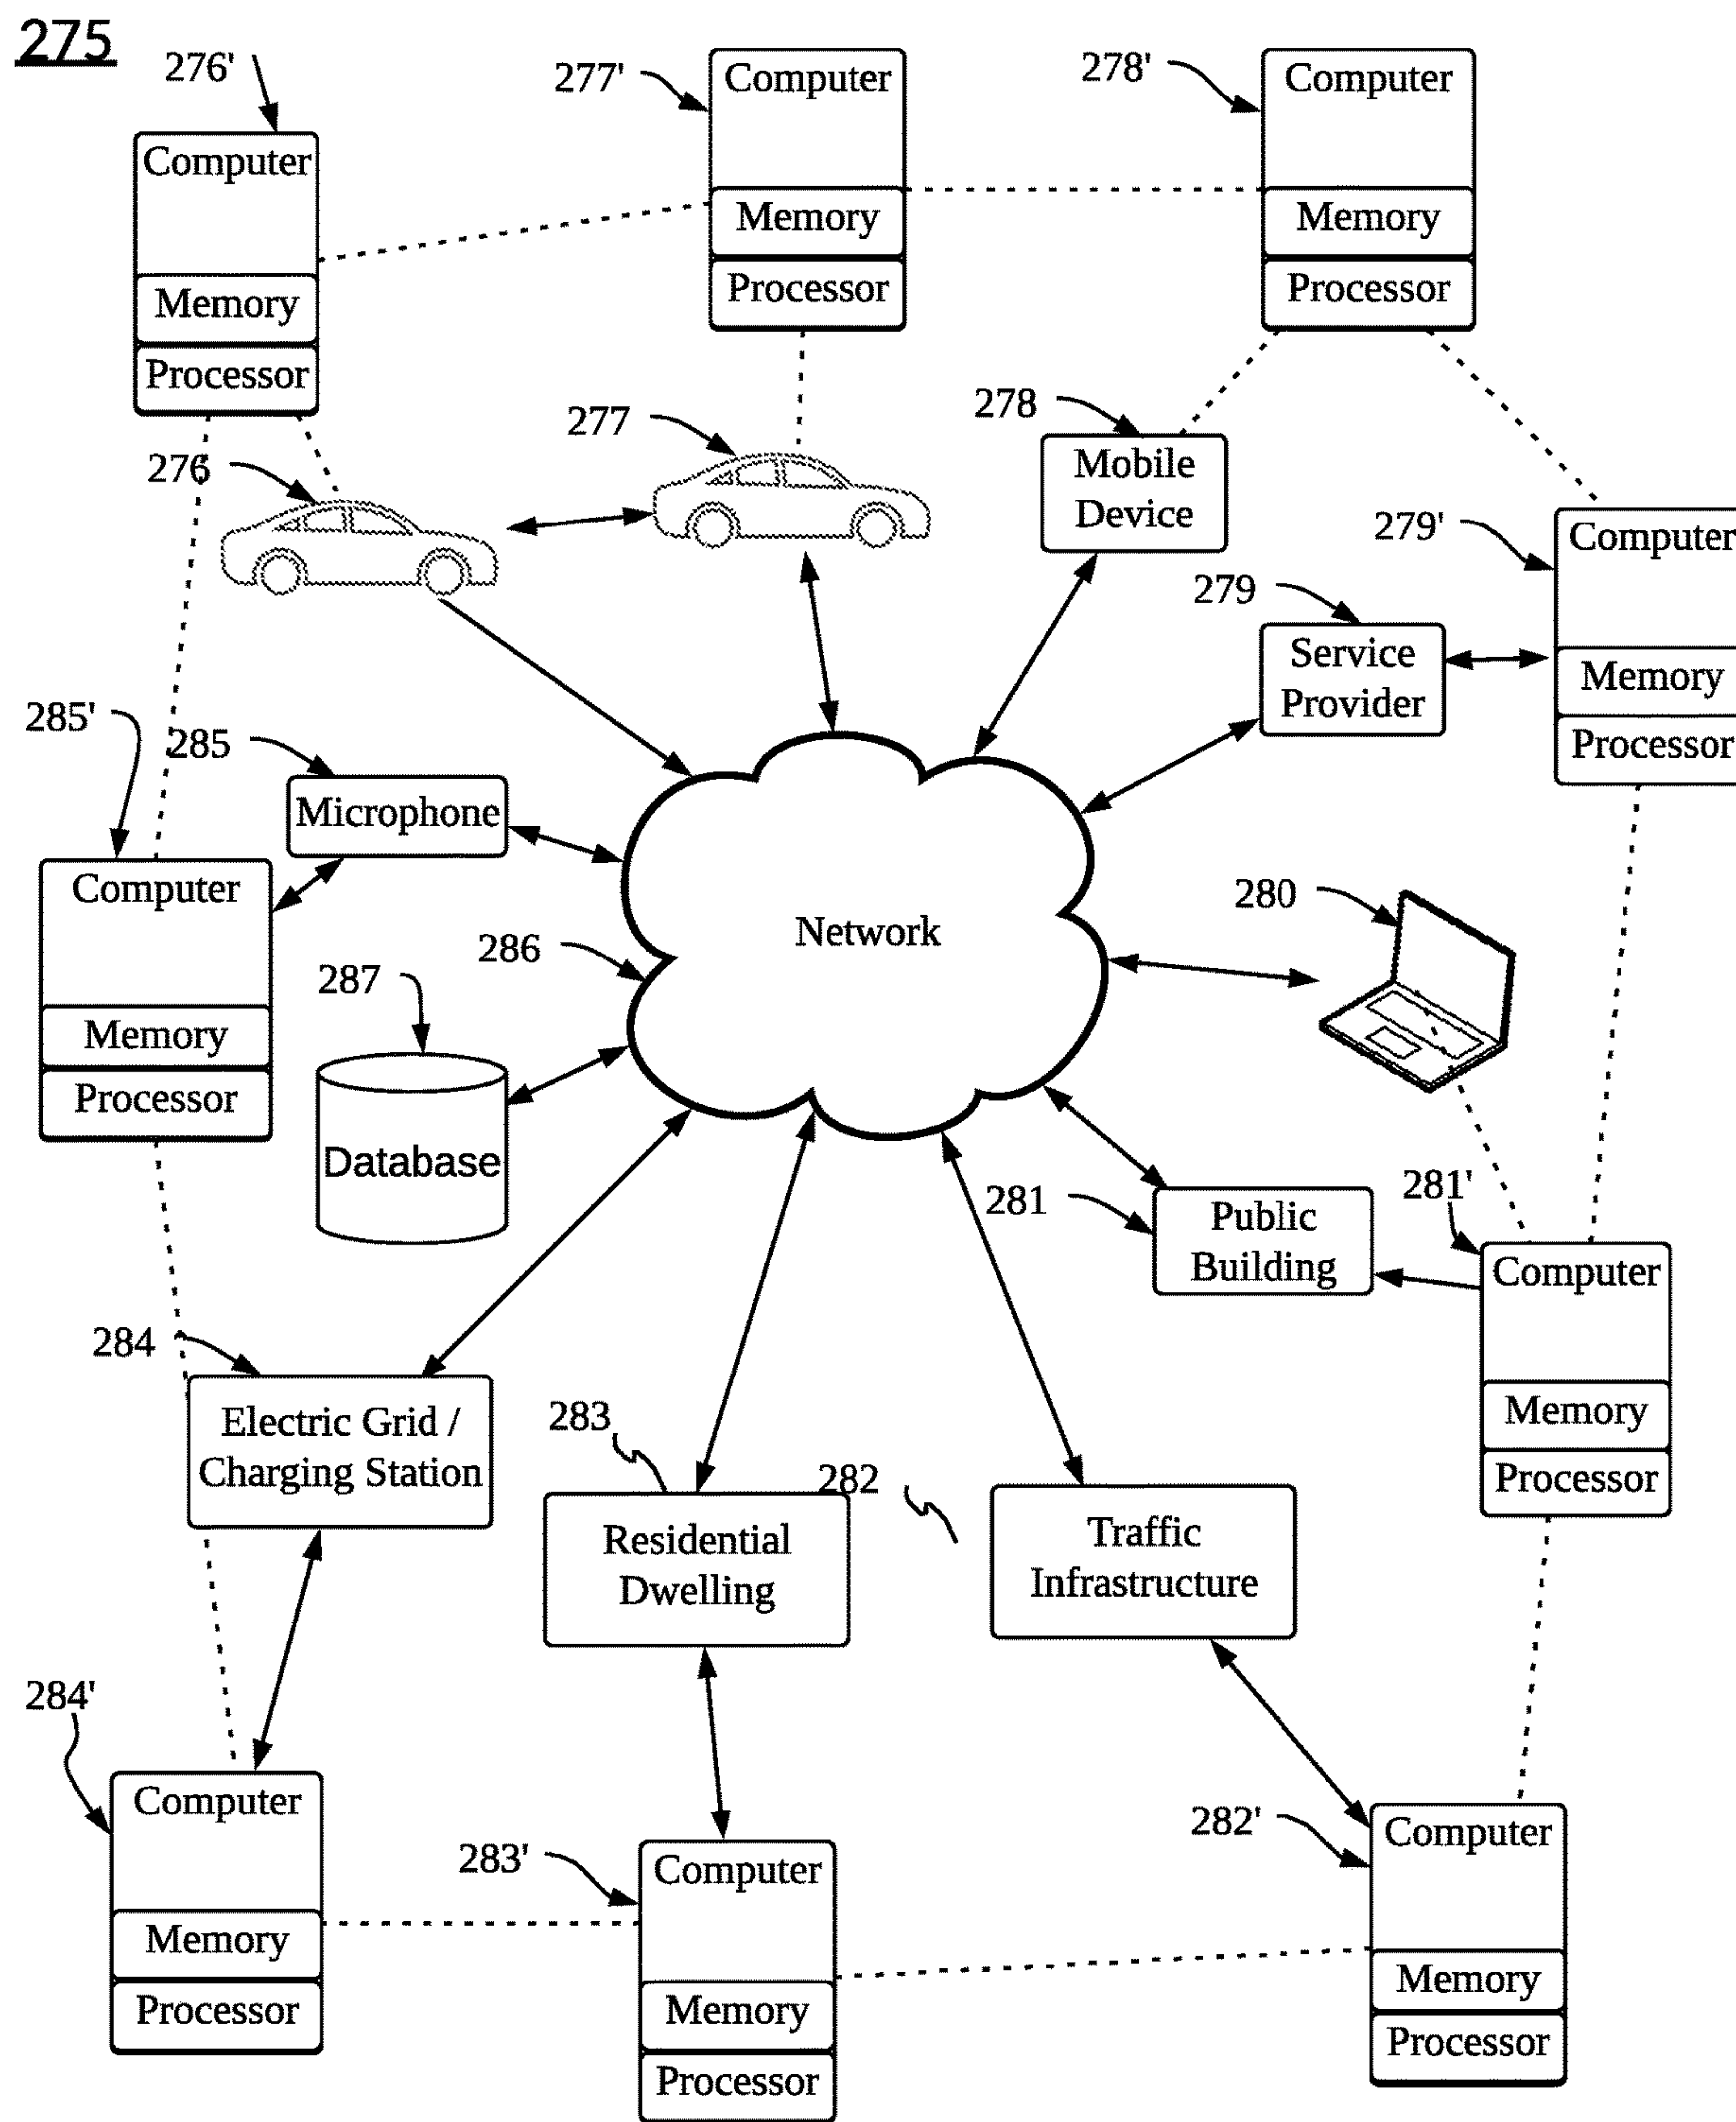 275
276'
277'
278'
Computer
Memory
Processor
Computer
Memory
Processor
Computer
Memory
Processor
276
277
278
Mobile
Device
279'
Computer
Memory
Processor
279
Service
Provider
285'
285
Microphone
Computer
Memory
Processor
286
Network
280
287
Database
281
Public
Building
281'
Computer
Memory
Processor
284
Electric Grid /
Charging Station
283
Residential
Dwelling
282
Traffic
Infrastructure
284'
Computer
Memory
Processor
283'
Computer
Memory
Processor
282'
Computer
Memory
Processor